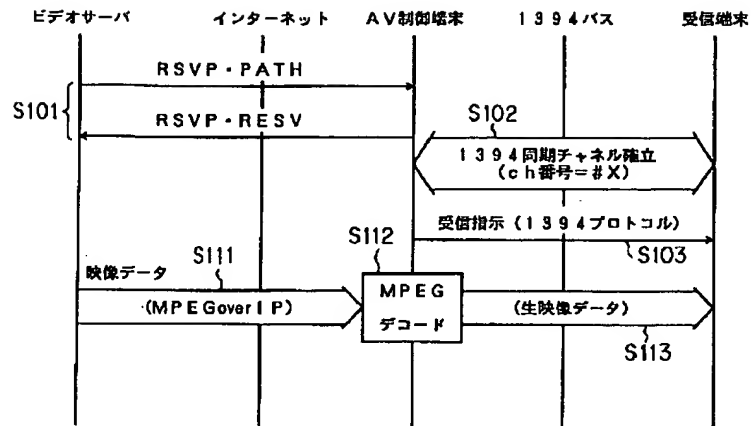 ビデオサーバ インターネット AV制御端末 1394バス 受信端末
RSVP・PATH
S101
RSVP・RESV
S102
1394同期チャネル確立
(ch番号=#X)
受信指示(1394プロトコル)
S103
映像データ
S111
S112
(MPEGoverIP)
MPEG
デコード
(生映像データ)
S113